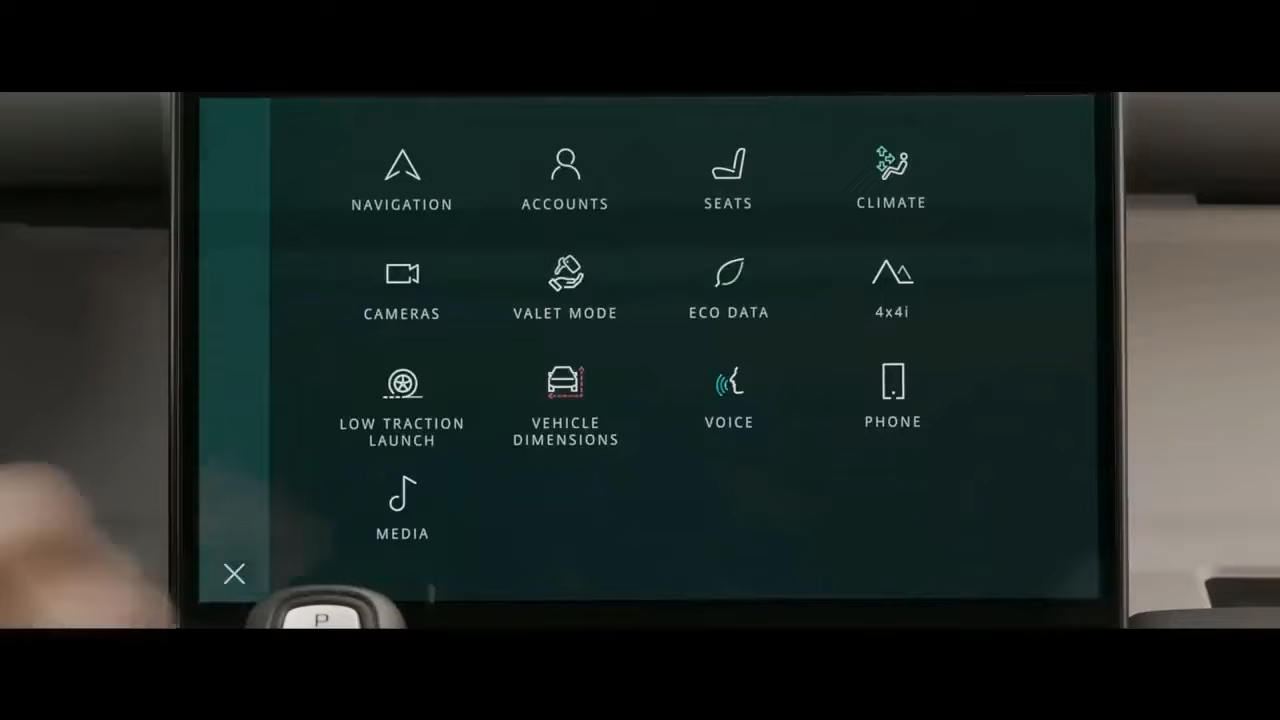 NAVIGATION
ACCOUNTS
SEATS
CLIMATE
CAMERAS
VALET MODE
ECO DATA
4x4i
LOW TRACTION
LAUNCH
VEHICLE
DIMENSIONS
VOICE
PHONE
MEDIA
P